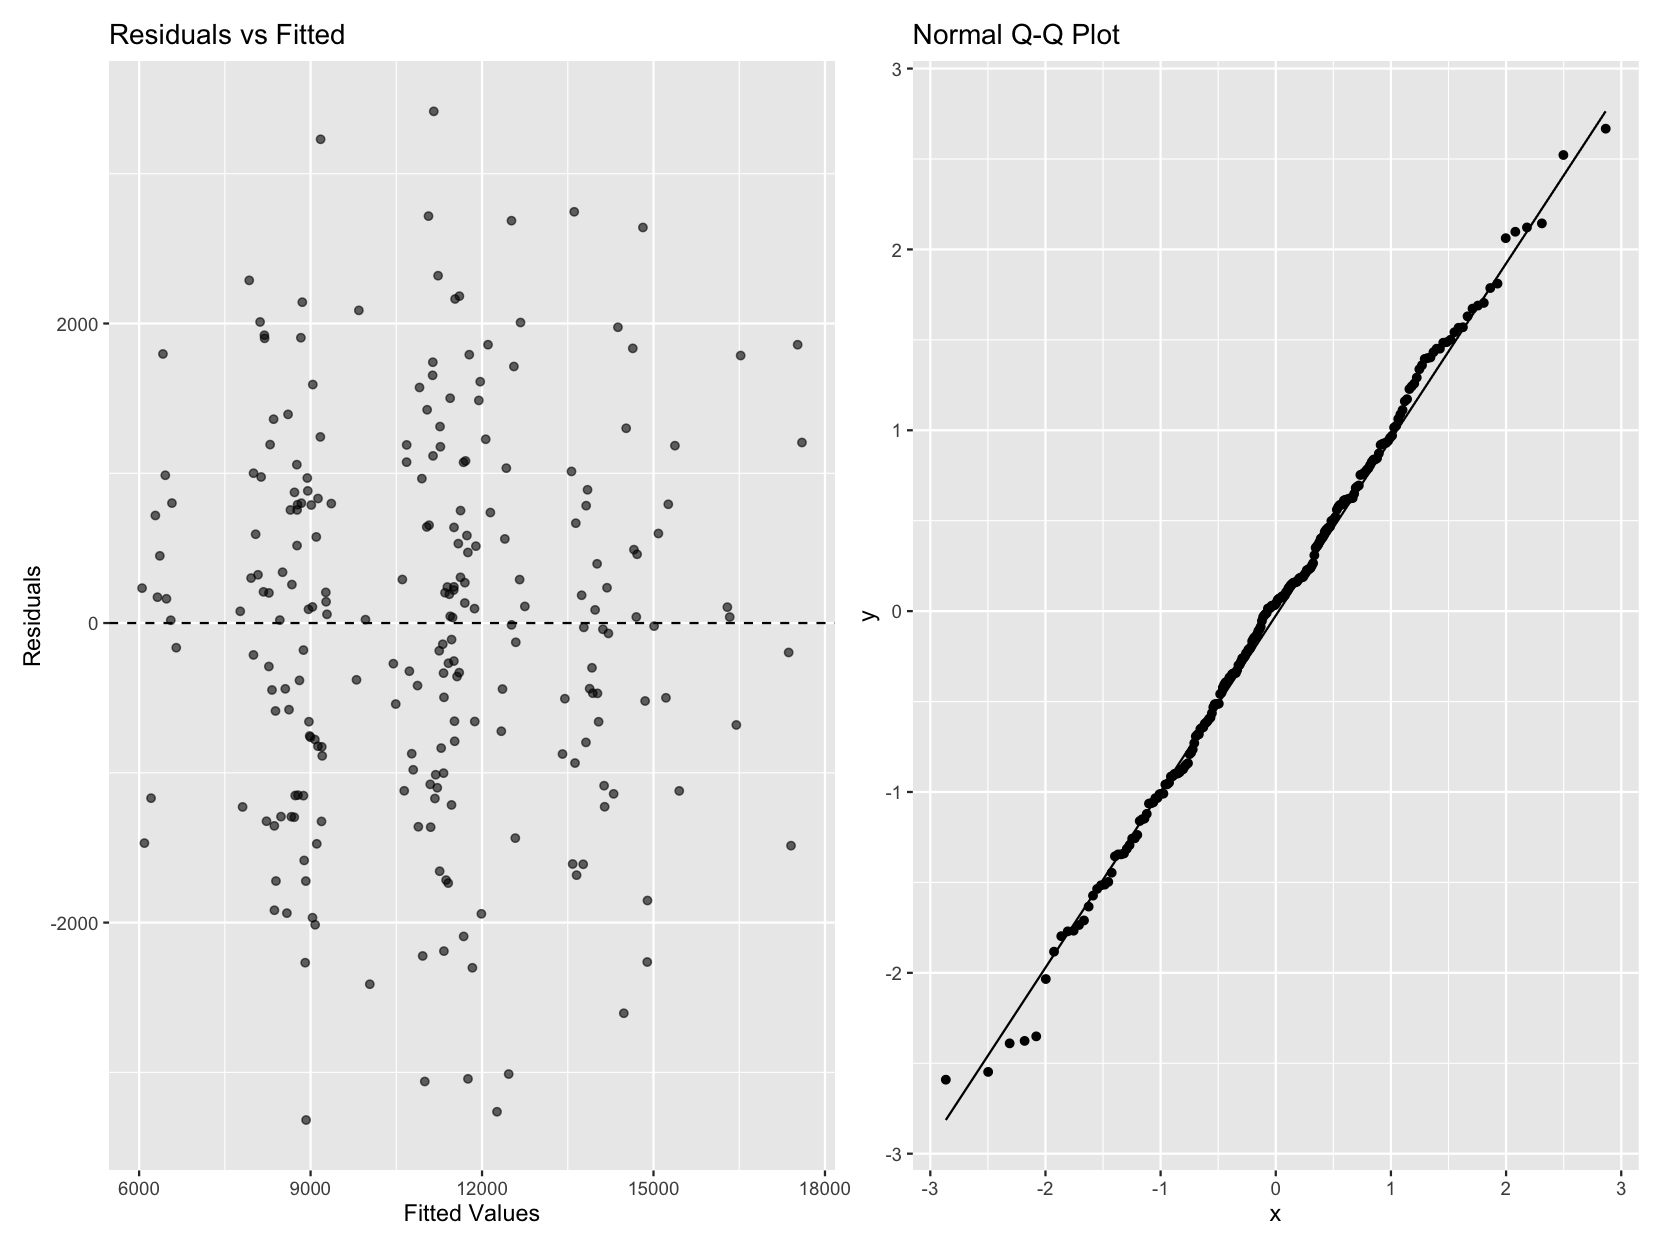 Residuals vs Fitted
Residuals
2000
0
-2000
6000 9000 12000 15000 18000
Fitted Values
Normal Q-Q Plot
y
3
2
1
0
-1
-2
-3
-3 -2 -1 0 1 2 3
x